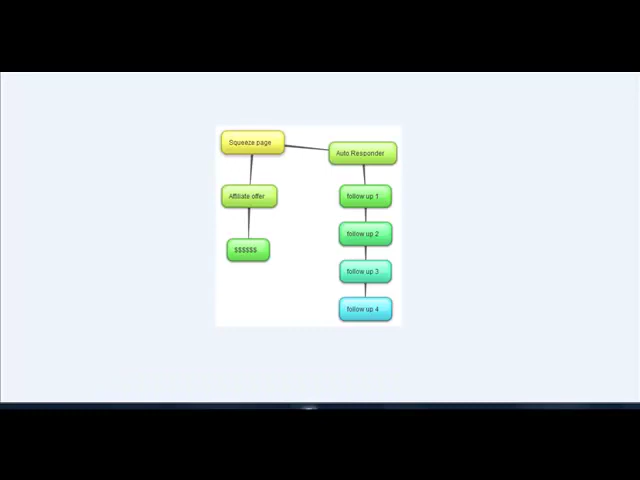 Squeeze page
Auto Responder
Affiliate offer
follow up 1
follow up 2
$$$$$$
follow up 3
follow up 4